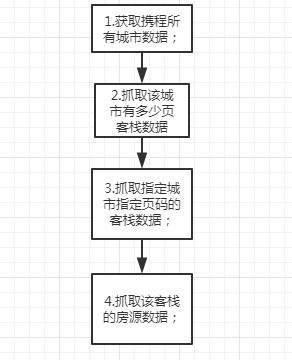 1.获取携程所
有城市数据；
2.抓取该城
市有多少页
客栈数据
3.抓取指定城
市指定页码的
客栈数据；
4.抓取该客栈
的房源数据；